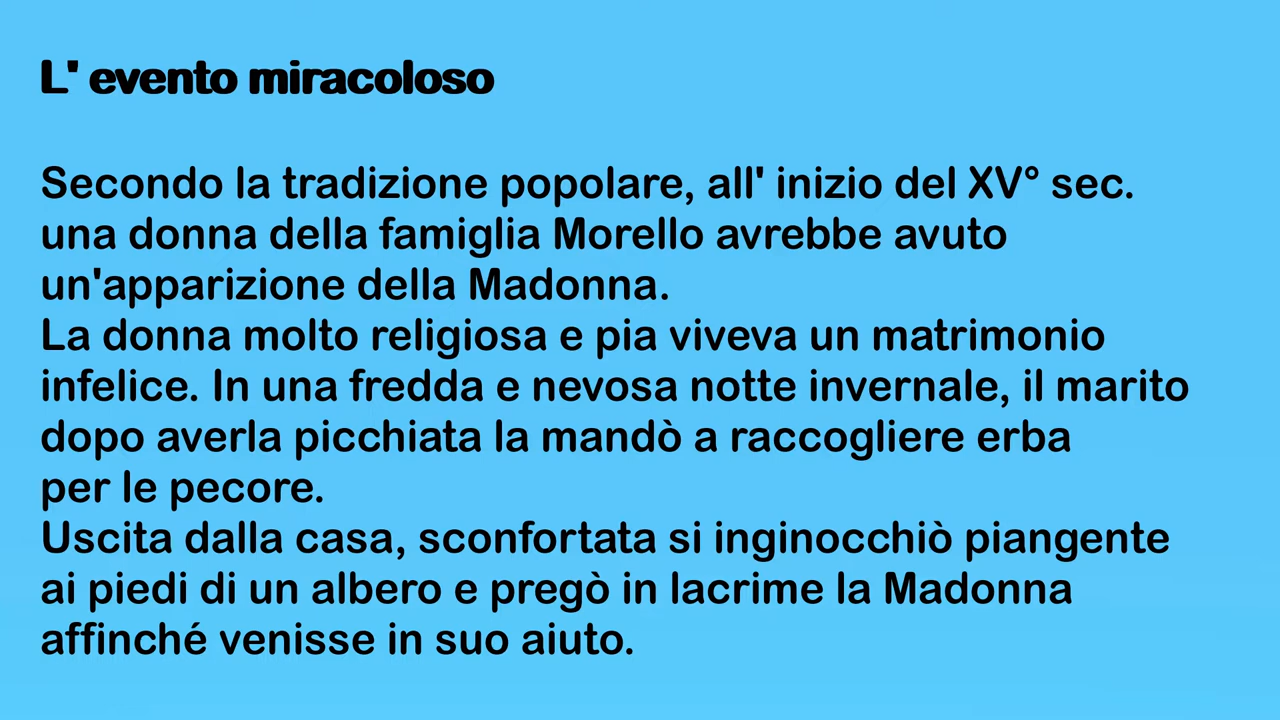 L' evento miracoloso
Secondo la tradizione popolare, all' inizio del XV° sec.
una donna della famiglia Morello avrebbe avuto
un'apparizione della Madonna.
La donna molto religiosa e pia viveva un matrimonio
infelice. In una fredda e nevosa notte invernale, il marito
dopo averla picchiata la mandò a raccogliere erba
per le pecore.
Uscita dalla casa, sconfortata si inginocchiò piangente
ai piedi di un albero e pregò in lacrime la Madonna
affinché venisse in suo aiuto.